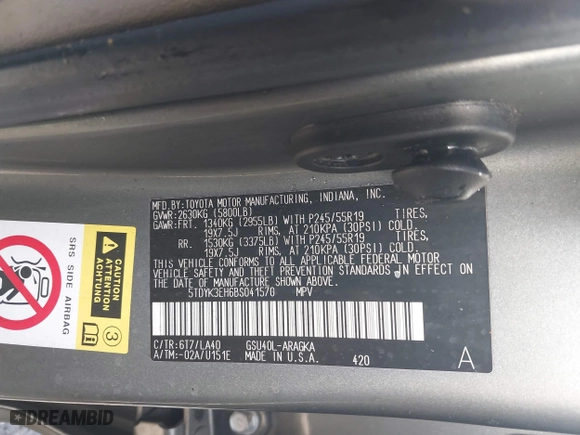 MFD.BY:TOYOTA MOTOR MANUFACTURING, INDIANA, INC.
GVWR:2630KG (5800LB)
GAWR:FRT. 1340KG (2955LB) WITH P245/55R19 TIRES,
19X7.5J RIMS, AT 210KPA (30PSI) COLD.
RR. 1530KG (3375LB) WITH P245/55R19 TIRES,
19X7.5J RIMS, AT 210KPA (30PSI) COLD.
THIS VEHICLE CONFORMS TO ALL APPLICABLE FEDERAL MOTOR
VEHICLE SAFETY AND THEFT PREVENTION STANDARDS IN EFFECT
ON THE DATE OF MANUFACTURE SHOWN ABOVE.
5TDYK3EH6BS041570 MPV
C/TR:6T7/LA40 GSU40L-ARAGKA
A/TM:-02A/U151E MADE IN U.S.A. 420
A
CAUTION
ATTENTION
ACHTUNG
SRS SIDE AIRBAG
DREAMBID